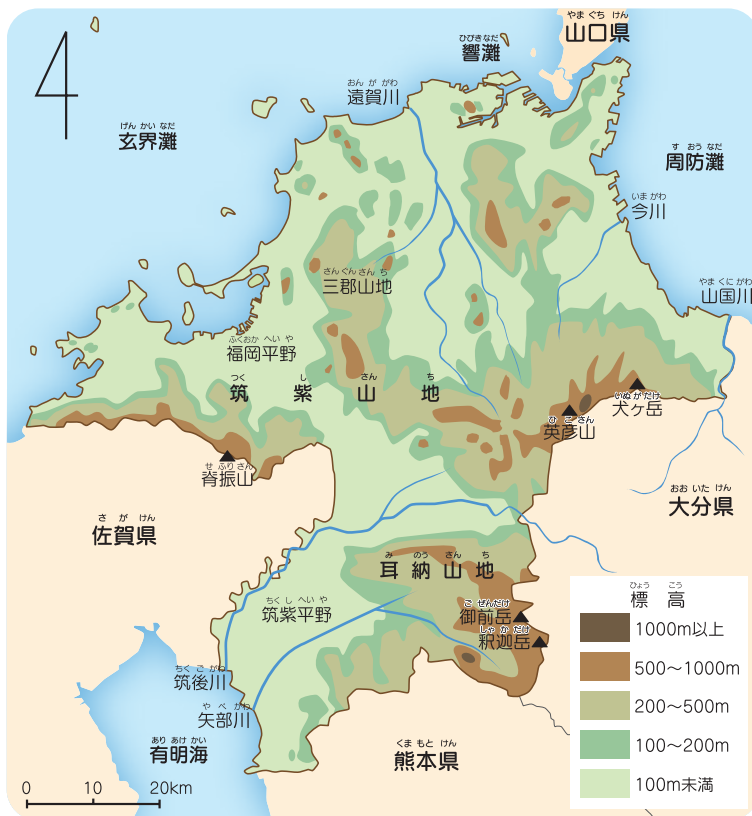 やまぐちけん
山口県
ひびきなだ
響灘
おんががわ
遠賀川
げんかいなだ
玄界灘
すおうなだ
周防灘
いまがわ
今川
やまくにがわ
山国川
さんぐんさんち
三郡山地
ふくおかへいや
福岡平野
つくしさんち
筑紫山地
いぬがだけ
犬ヶ岳
ひこさん
英彦山
せふりさん
脊振山
おおいたけん
大分県
さがけん
佐賀県
みのうさんち
耳納山地
ちくしへいや
筑紫平野
ごぜんだけ
御前岳
しゃかだけ
釈迦岳
ちくごがわ
筑後川
やべがわ
矢部川
ありあけかい
有明海
くまもとけん
熊本県
ひょうこう
標高
1000m以上
500〜1000m
200〜500m
100〜200m
100m未満
0 10 20km